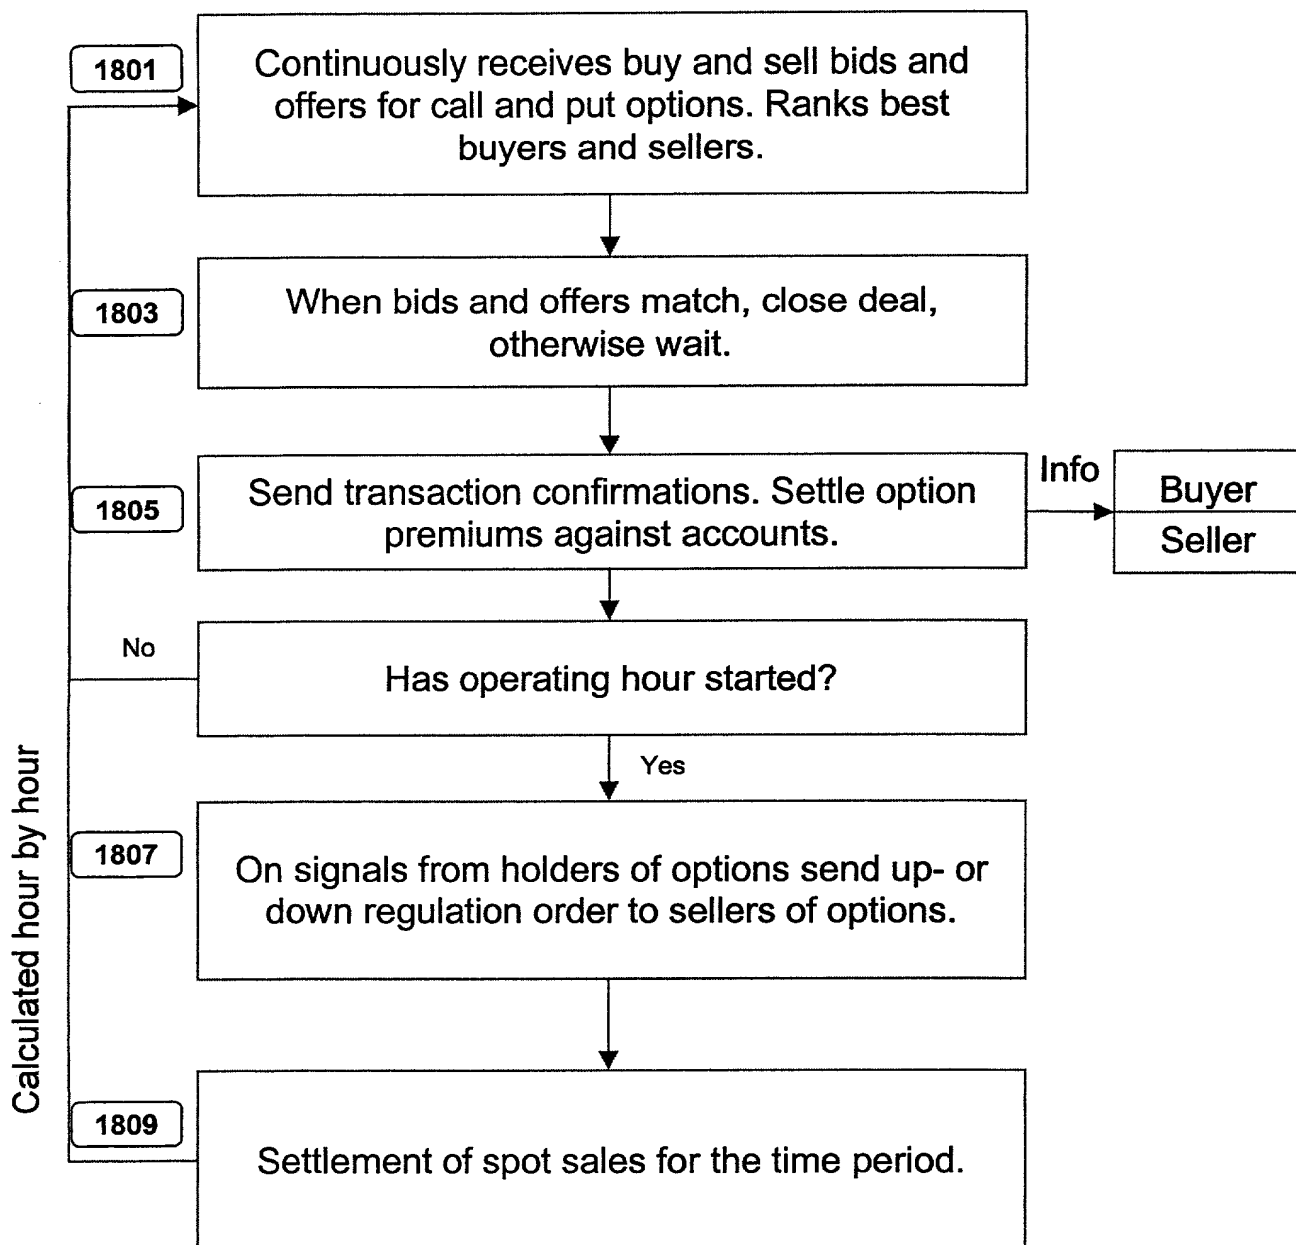 1801
Continuously receives buy and sell bids and
offers for call and put options. Ranks best
buyers and sellers.
1803
When bids and offers match, close deal,
otherwise wait.
1805
Send transaction confirmations. Settle option
premiums against accounts.
Info
Buyer
Seller
No
Has operating hour started?
Yes
Calculated hour by hour
1807
On signals from holders of options send up- or
down regulation order to sellers of options.
1809
Settlement of spot sales for the time period.